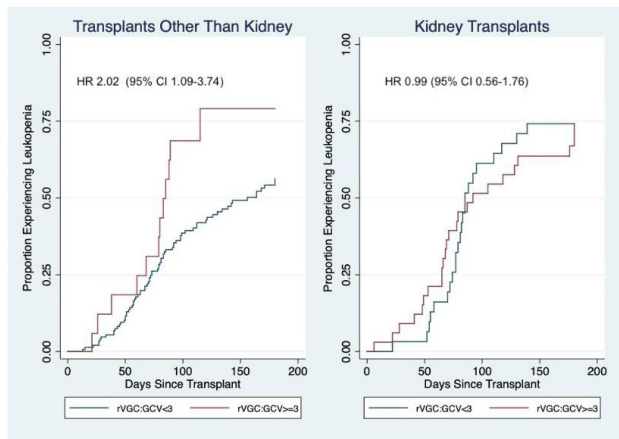 Transplants Other Than Kidney
HR 2.02 (95% CI 1.09-3.74)
Proportion Experiencing Leukopenia
1.00
0.75
0.50
0.25
0.00
0 50 100 150 200
Days Since Transplant
rVGC:GCV<3 rVGC:GCV>=3
Kidney Transplants
HR 0.99 (95% CI 0.56-1.76)
Proportion Experiencing Leukopenia
1.00
0.75
0.50
0.25
0.00
0 50 100 150 200
Days Since Transplant
rVGC:GCV<3 rVGC:GCV>=3